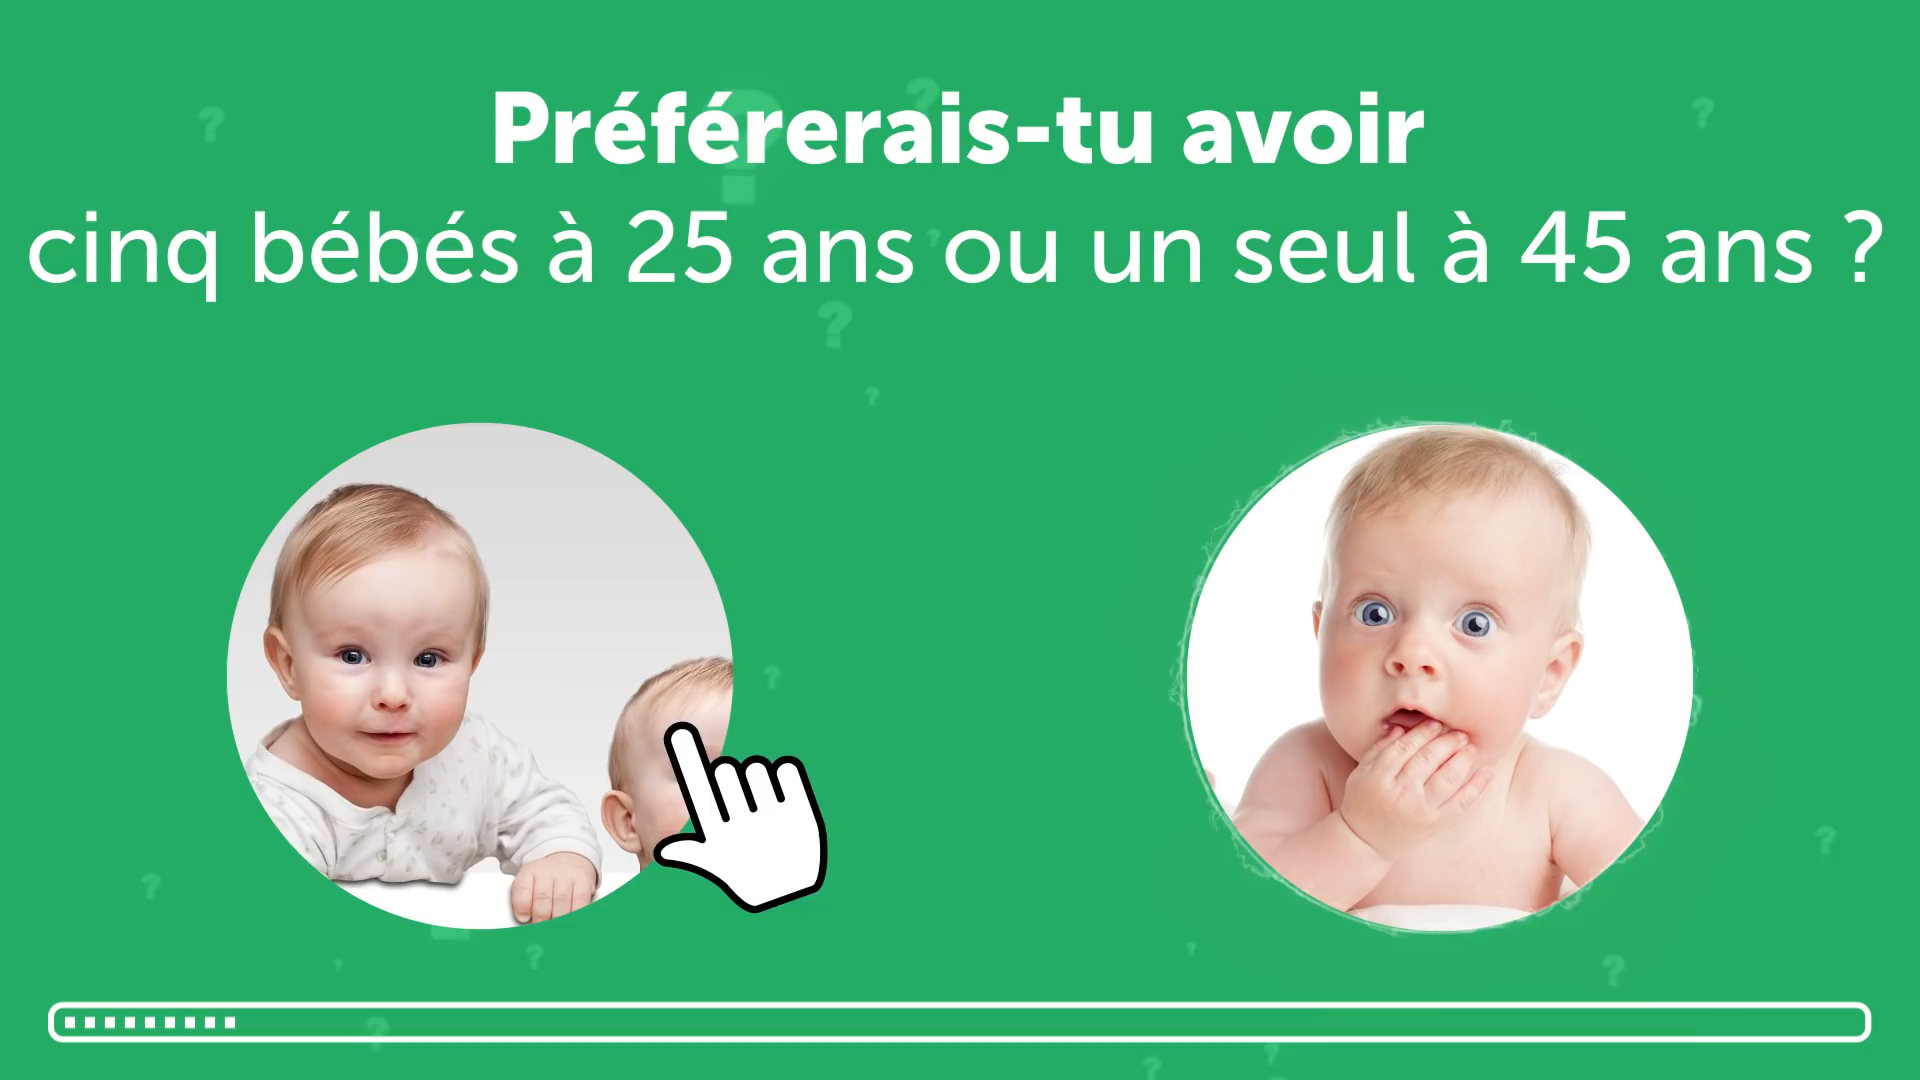 Préférerais-tu avoir
cinq bébés à 25 ans ou un seul à 45 ans ?